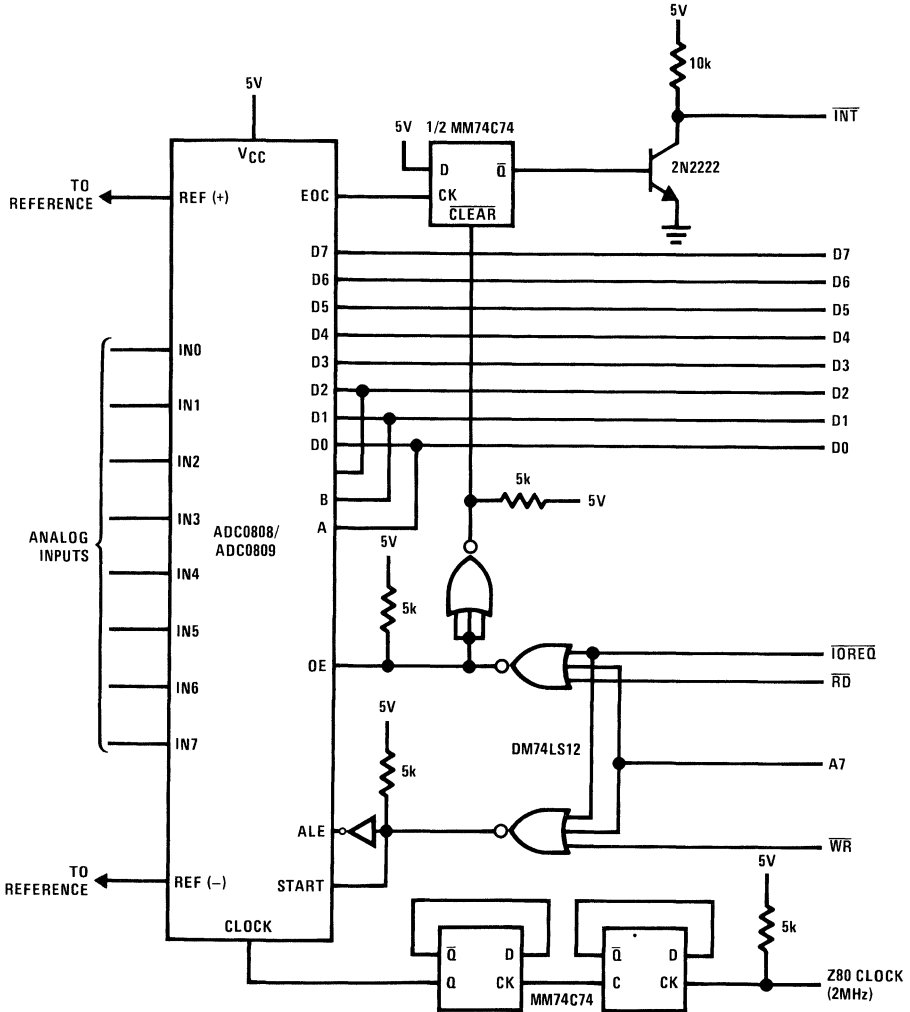 5V
10k
INT
5V
5V
1/2 MM74C74
VCC
D
Q
2N2222
TO
REFERENCE
REF (+)
EOC
CK
CLEAR
D7
D7
D6
D6
D5
D5
D4
D4
IN0
D3
D3
D2
D2
IN1
D1
D1
D0
D0
IN2
5k
5V
B
ANALOG
INPUTS
IN3
ADC0808/
ADC0809
A
5V
IN4
5k
IN5
OE
IOREQ
RD
IN6
5V
IN7
5k
DM74LS12
A7
ALE
WR
5V
TO
REFERENCE
REF (–)
START
CLOCK
5k
Q
D
Q
D
Q
CK
MM74C74
C
CK
Z80 CLOCK
(2MHz)